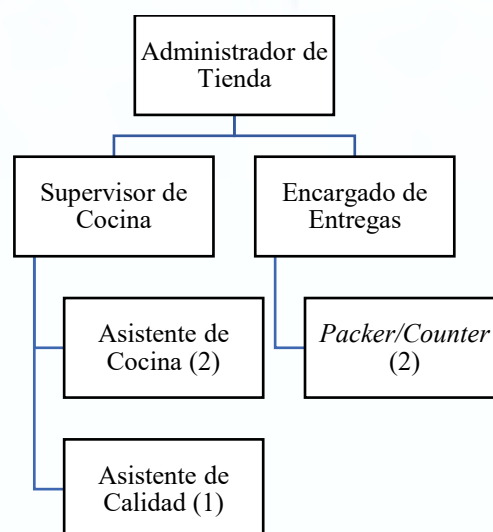 Administrador de
Tienda
Supervisor de
Cocina
Encargado de
Entregas
Asistente de
Cocina (2)
Packer/Counter
(2)
Asistente de
Calidad (1)